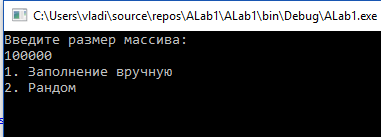 C:\Users\vladi\source\repos\ALab1\ALab1\bin\Debug\ALab1.exe
Введите размер массива:
100000
1. Заполнение вручную
2. Рандом